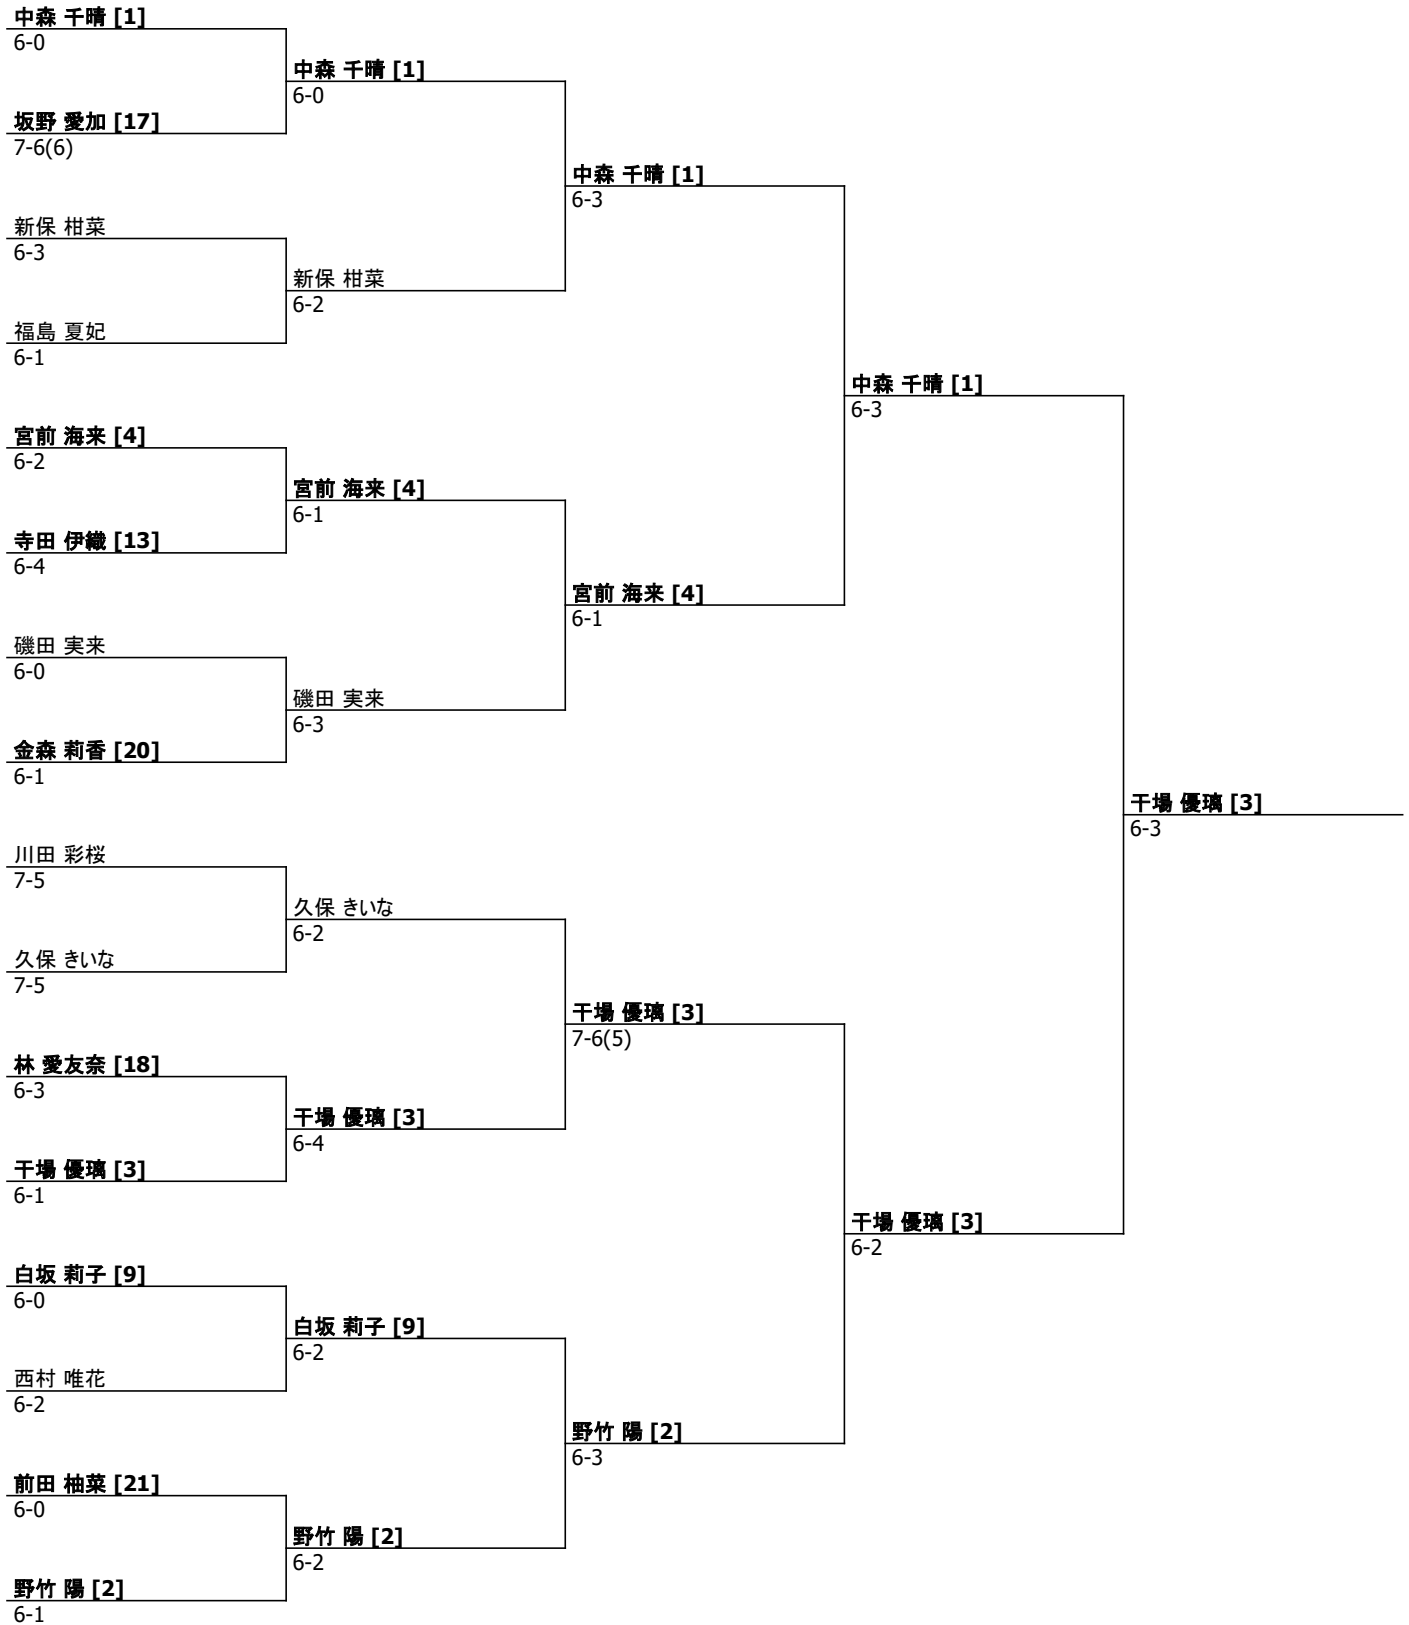 中森 千晴 [1]
6-0
中森 千晴 [1]
6-0
坂野 愛加 [17]
7-6(6)
中森 千晴 [1]
6-3
新保 柑菜
6-3
新保 柑菜
6-2
福島 夏妃
6-1
中森 千晴 [1]
6-3
宮前 海来 [4]
6-2
宮前 海来 [4]
6-1
寺田 伊織 [13]
6-4
宮前 海来 [4]
6-1
磯田 実来
6-0
磯田 実来
6-3
金森 莉香 [20]
6-1
干場 優璃 [3]
6-3
川田 彩桜
7-5
久保 きいな
6-2
久保 きいな
7-5
干場 優璃 [3]
7-6(5)
林 愛友奈 [18]
6-3
干場 優璃 [3]
6-4
干場 優璃 [3]
6-1
干場 優璃 [3]
6-2
白坂 莉子 [9]
6-0
白坂 莉子 [9]
6-2
西村 唯花
6-2
野竹 陽 [2]
6-3
前田 柚菜 [21]
6-0
野竹 陽 [2]
6-2
野竹 陽 [2]
6-1